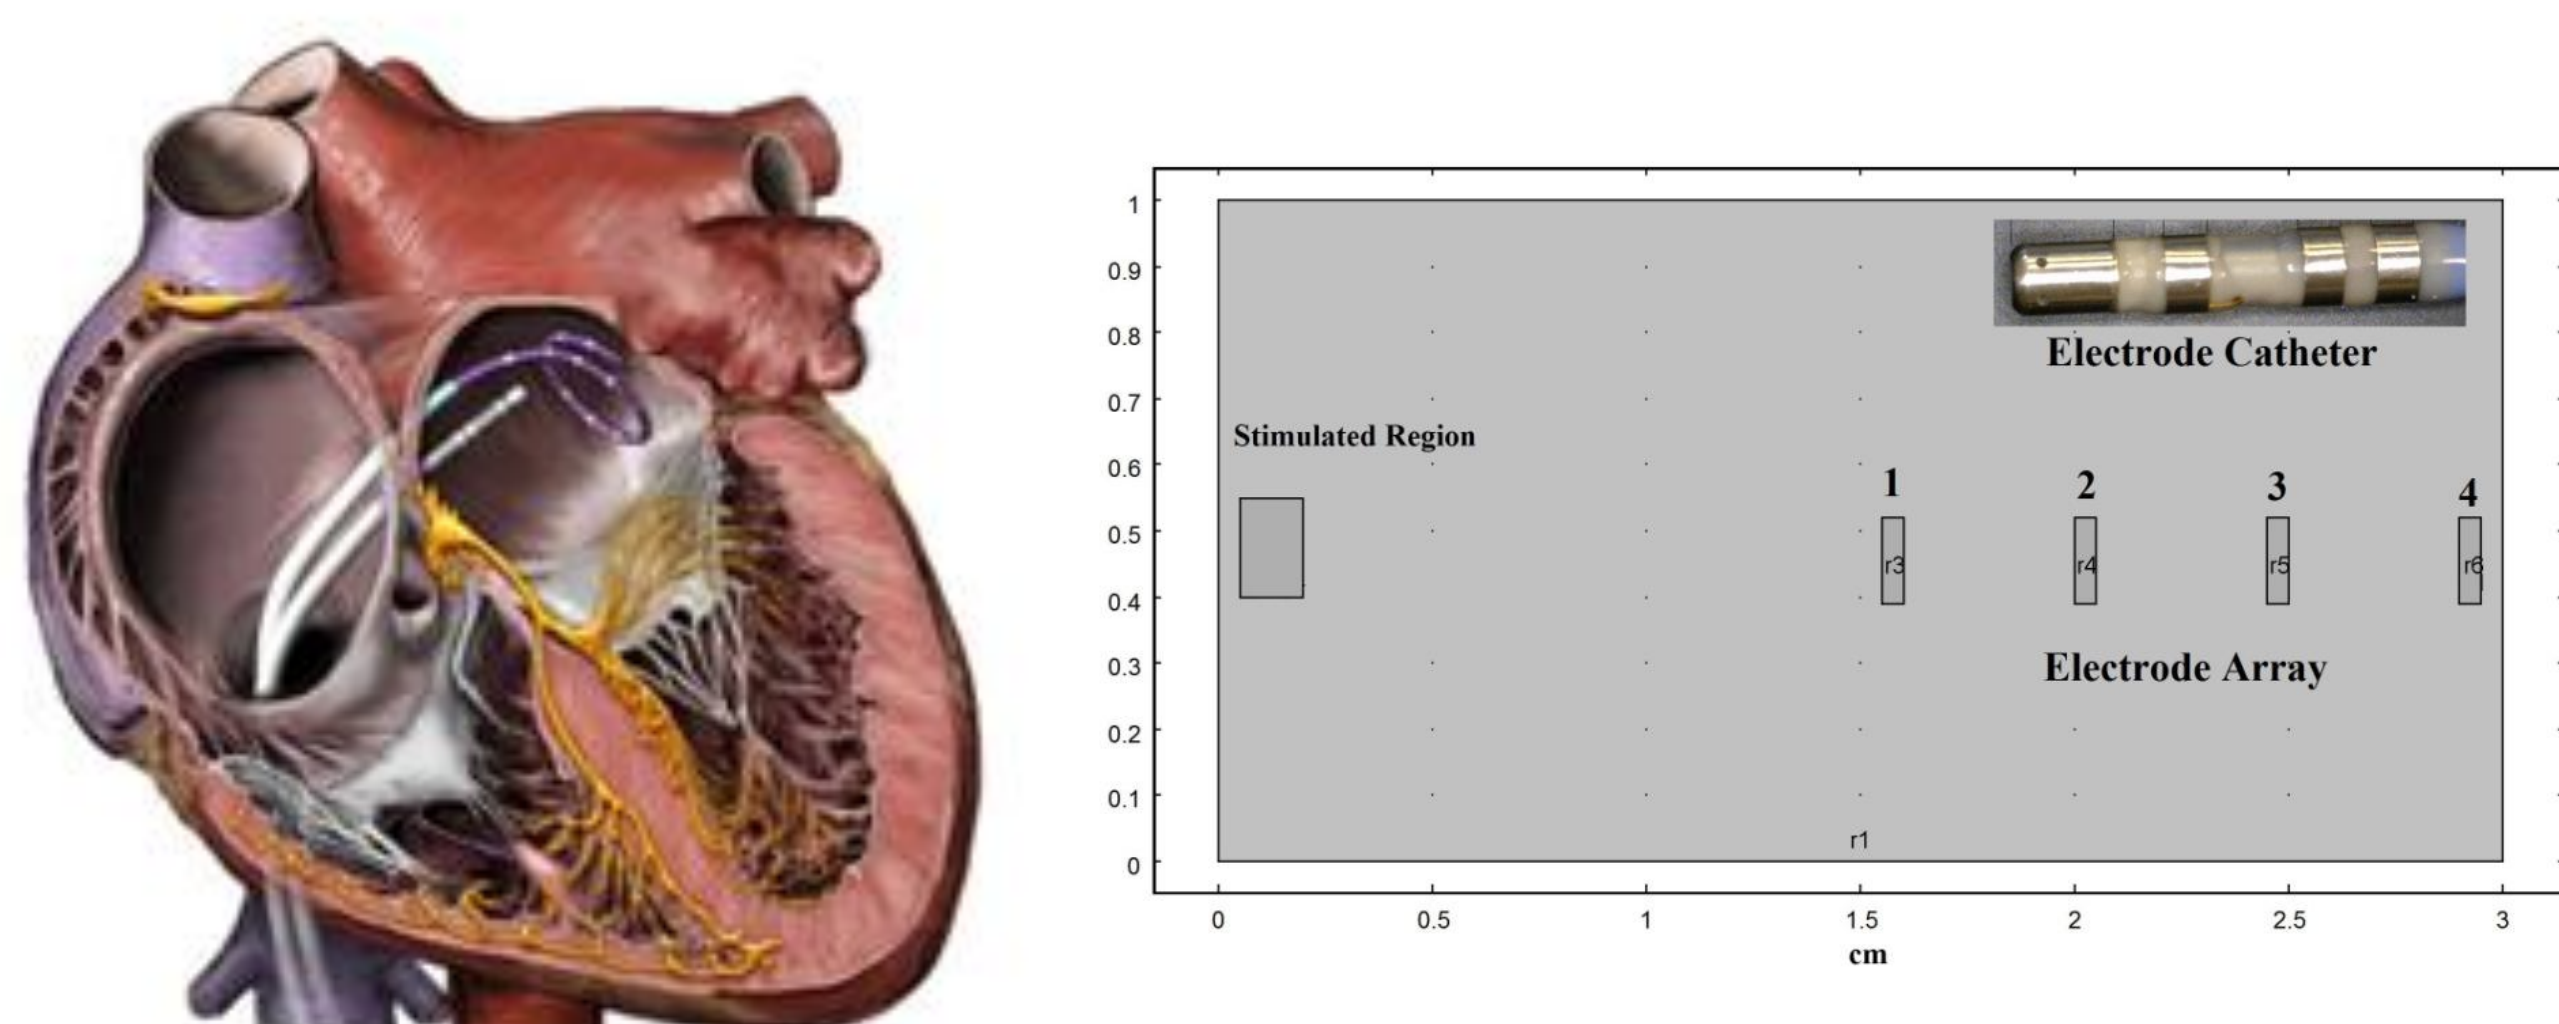 1
0.9
0.8
0.7
0.6
0.5
0.4
0.3
0.2
0.1
0
Electrode Catheter
Stimulated Region
1 2 3 4
r3 r4 r5 r6
Electrode Array
r1
0 0.5 1 1.5 2 2.5 3
cm